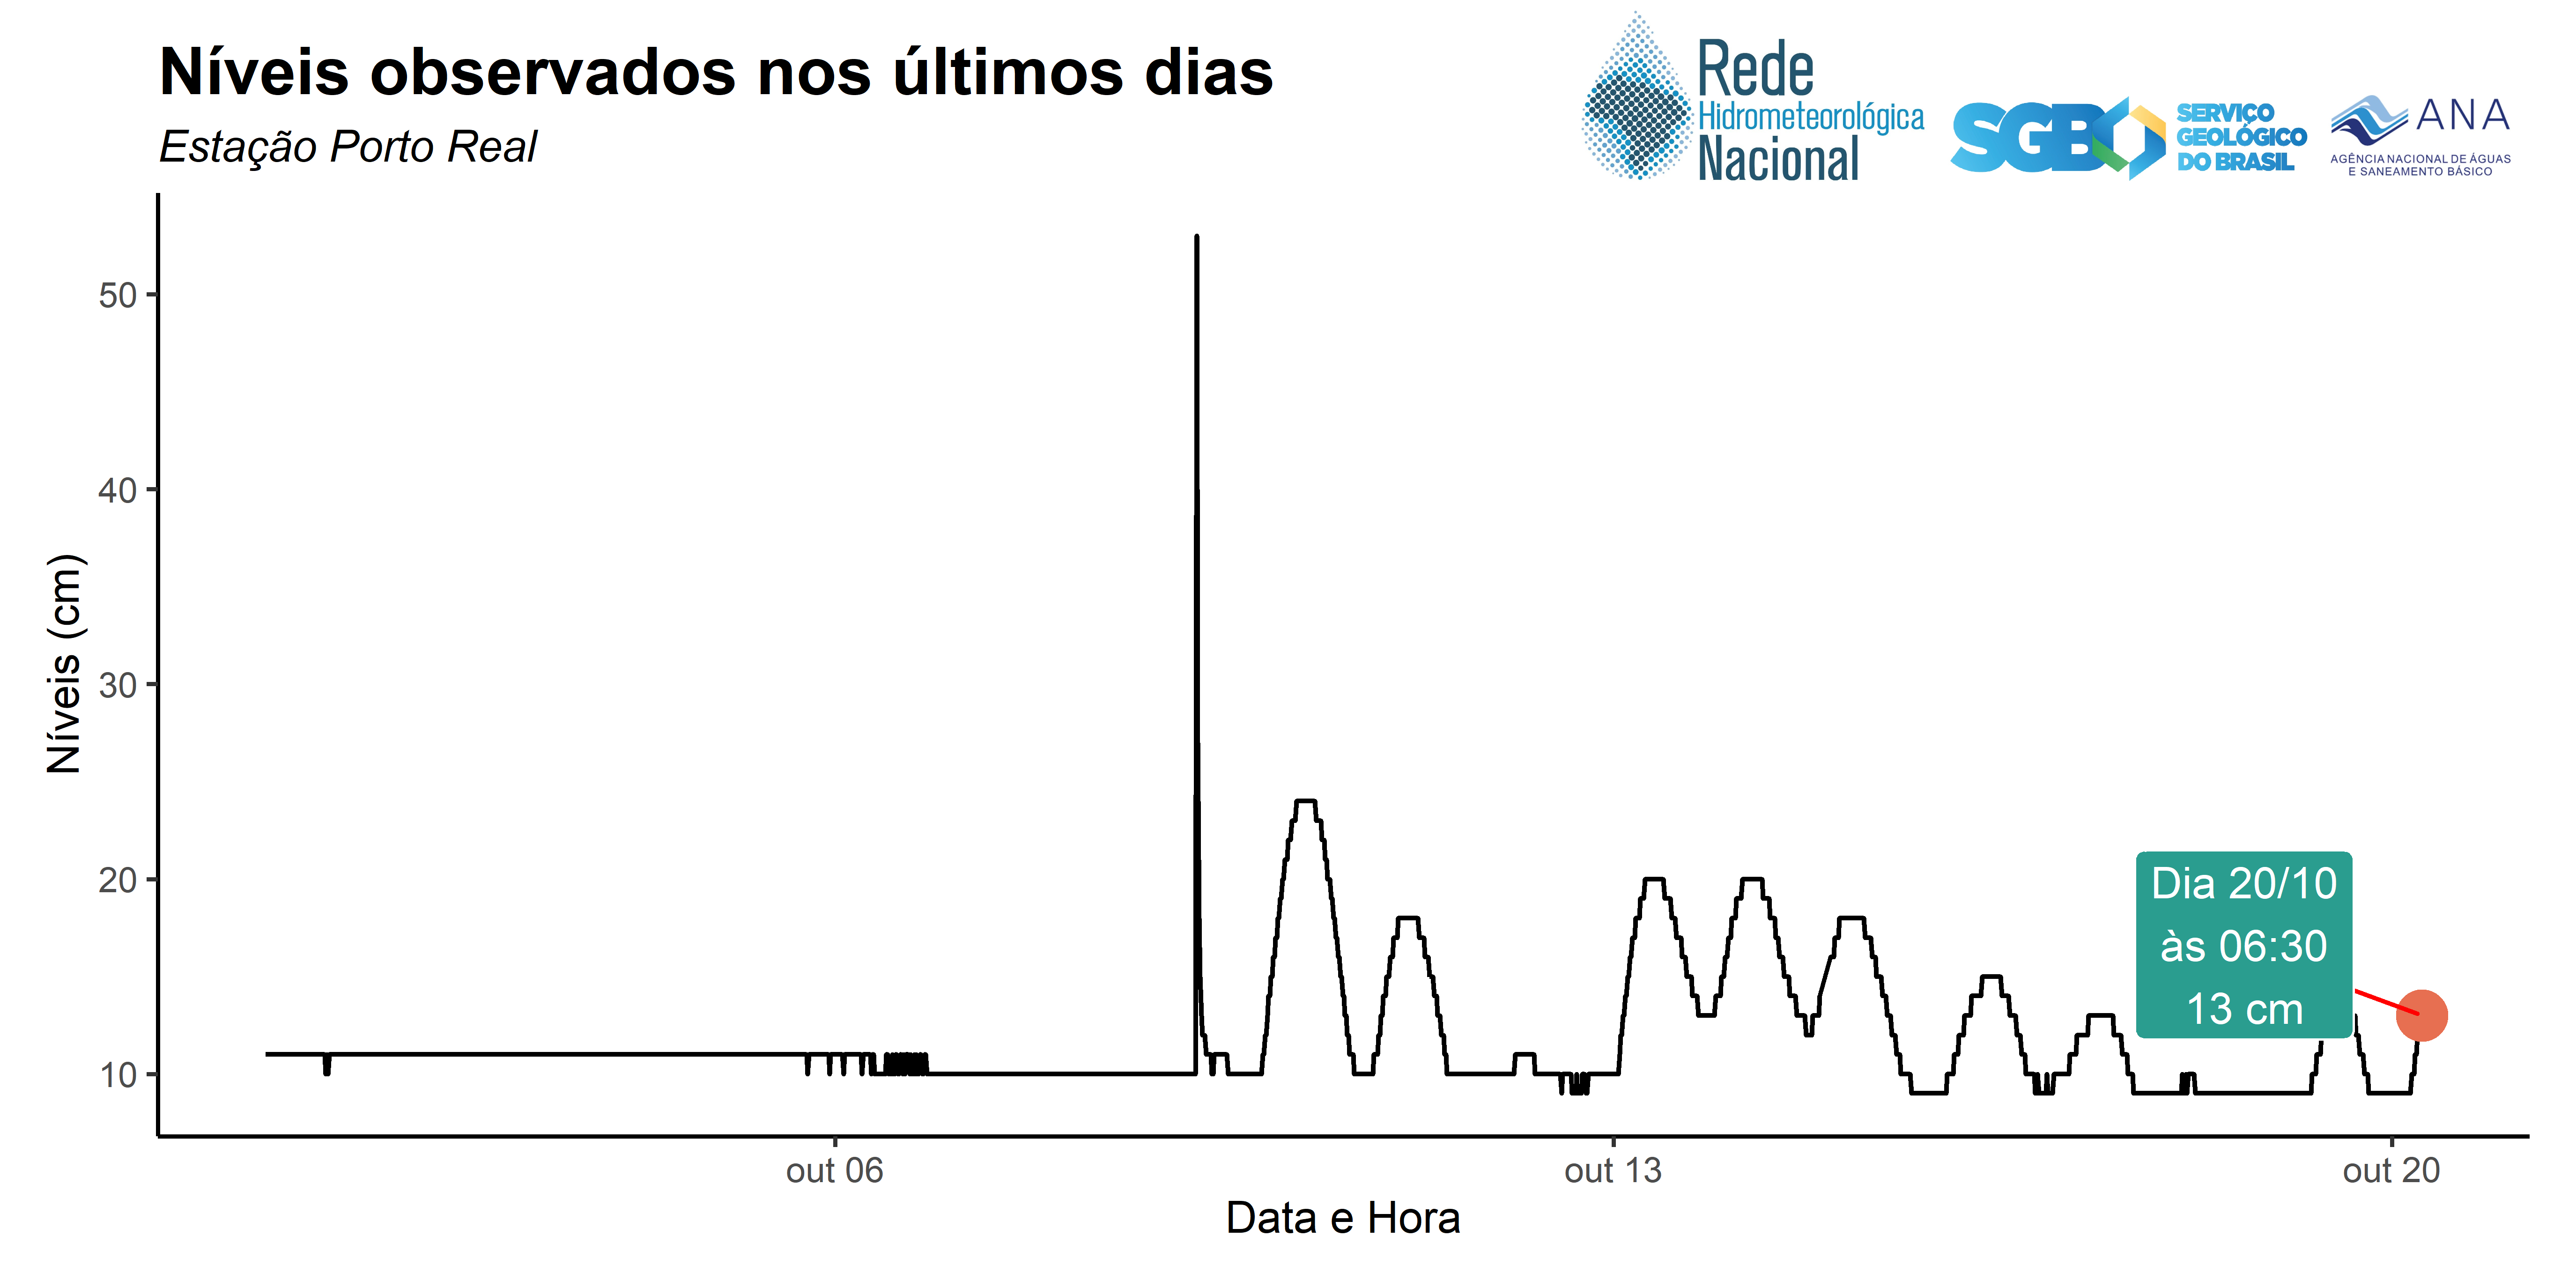 Níveis observados nos últimos dias
Estação Porto Real
Rede
Hidrometeorológica
Nacional
SGB
SERVIÇO
GEOLÓGICO
DO BRASIL
ANA
AGÊNCIA NACIONAL DE ÁGUAS
E SANEAMENTO BÁSICO
Níveis (cm)
50
40
30
20
10
Dia 20/10
às 06:30
13 cm
out 06
out 13
out 20
Data e Hora